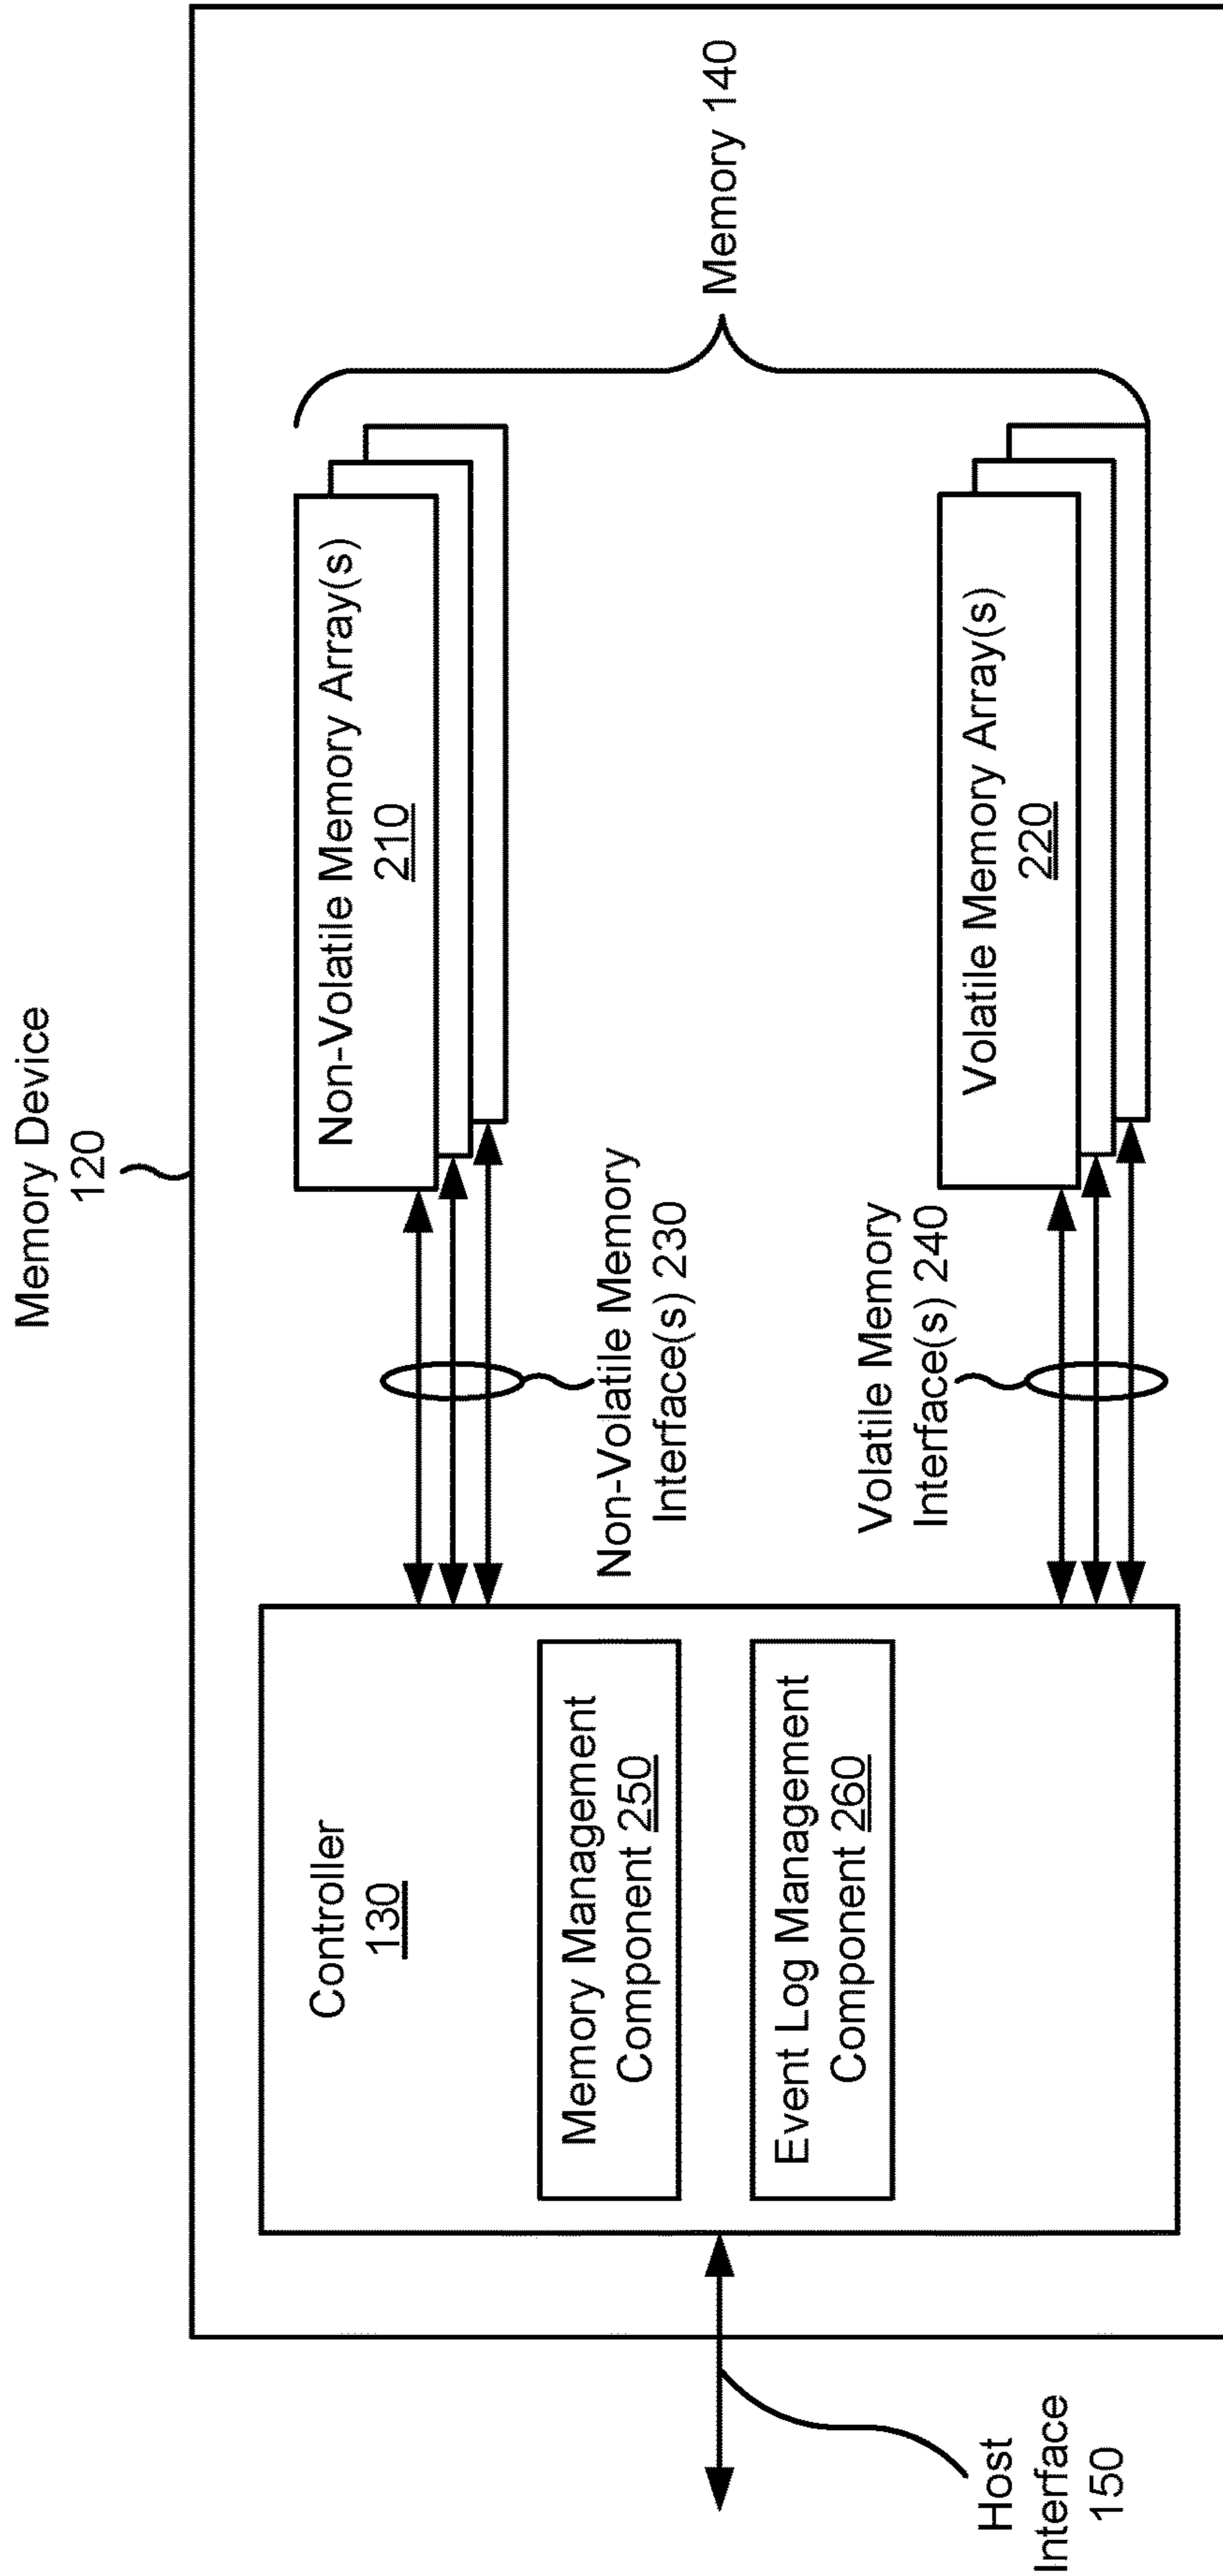 Memory Device
120
Controller
130
Memory Management
Component 250
Event Log Management
Component 260
Non-Volatile Memory
Interface(s) 230
Volatile Memory
Interface(s) 240
Non-Volatile Memory Array(s)
210
Volatile Memory Array(s)
220
Memory 140
Host
Interface
150